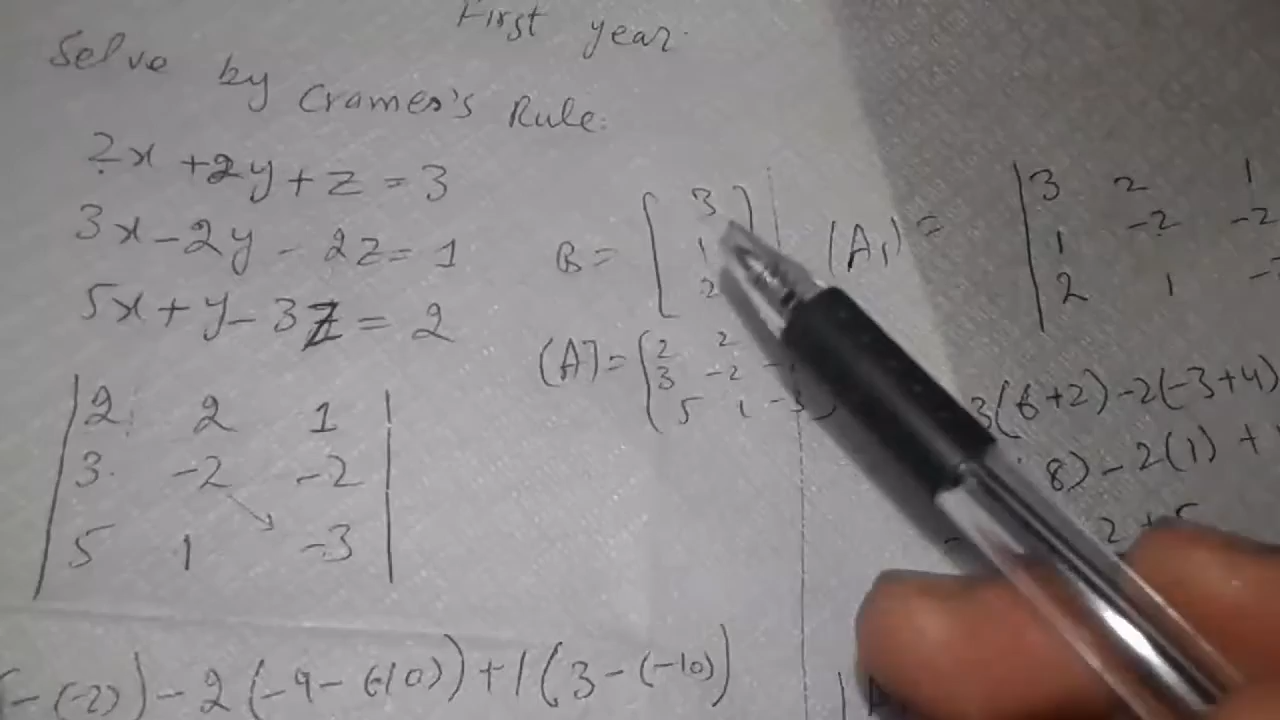 First year.
Solve by Cramer's Rule:
2x + 2y + z = 3
3x - 2y - 2z = 1
5x + y - 3z = 2
| 2 2 1 |
| 3 -2 -2 |
| 5 1 -3 |
- (-2)) - 2 (-9 - (-10)) + 1 (3 - (-10))
B = [ 3
1
2
(A) = [ 2 2
3 -2
5 1 -3
(A1) = | 3 2 1
1 -2 -2
2 1
3(6+2) - 2(-3+4)
8) - 2(1) +
2 + 5